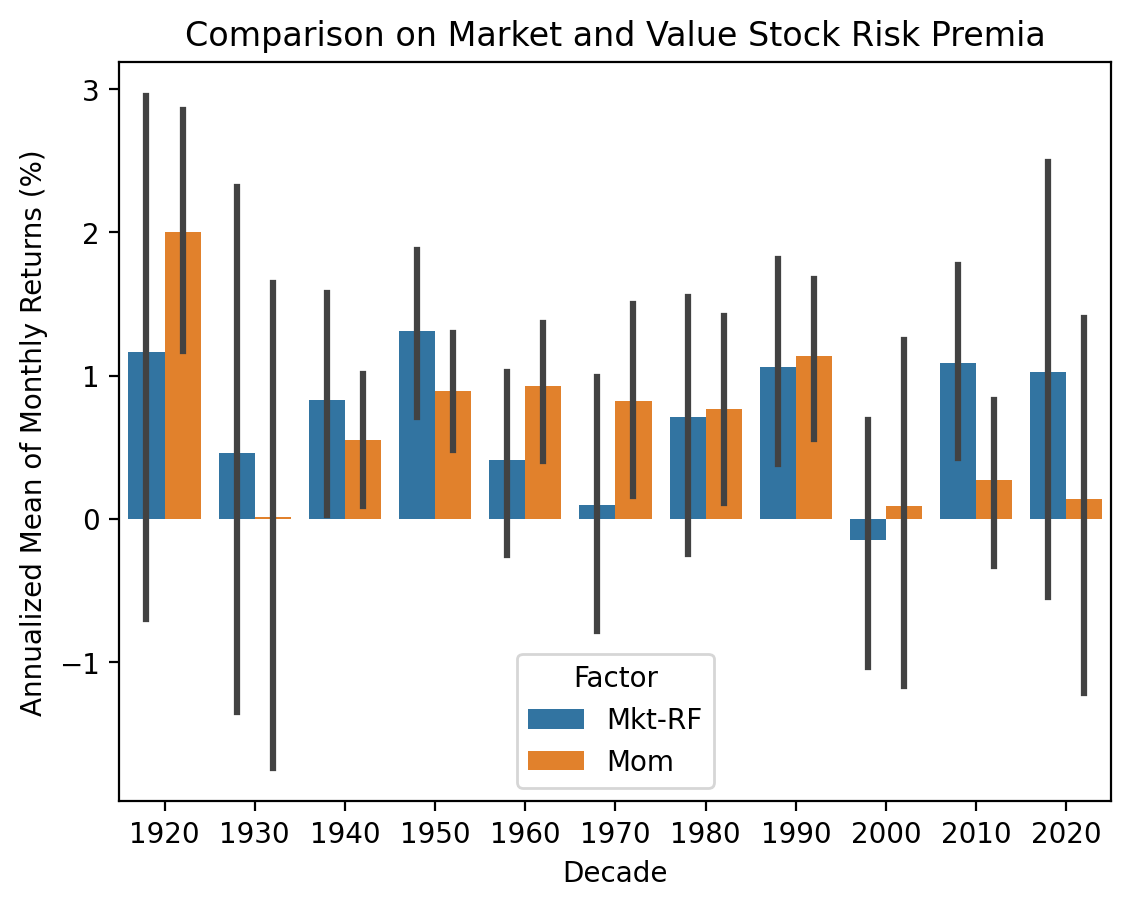 Comparison on Market and Value Stock Risk Premia
Annualized Mean of Monthly Returns (%)
3
2
1
0
−1
Factor
Mkt-RF
Mom
1920 1930 1940 1950 1960 1970 1980 1990 2000 2010 2020
Decade